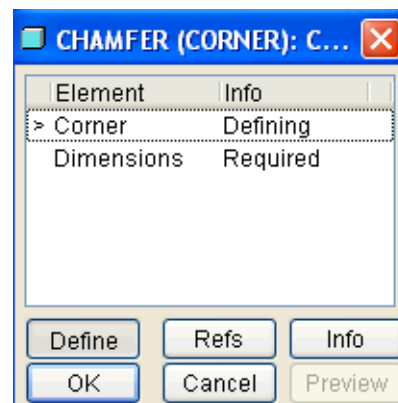 CHAMFER (CORNER): C...
Element Info
> Corner Defining
Dimensions Required
Define Refs Info
OK Cancel Preview